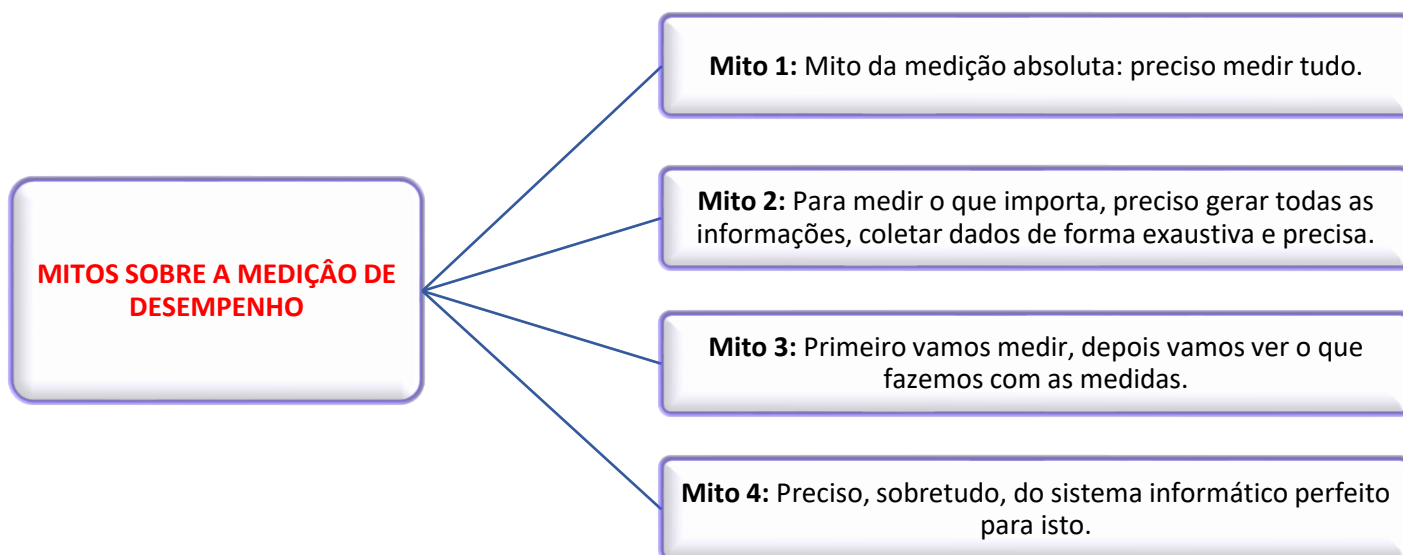 MITOS SOBRE A MEDIÇÂO DE
DESEMPENHO
Mito 1: Mito da medição absoluta: preciso medir tudo.
Mito 2: Para medir o que importa, preciso gerar todas as
informações, coletar dados de forma exaustiva e precisa.
Mito 3: Primeiro vamos medir, depois vamos ver o que
fazemos com as medidas.
Mito 4: Preciso, sobretudo, do sistema informático perfeito
para isto.